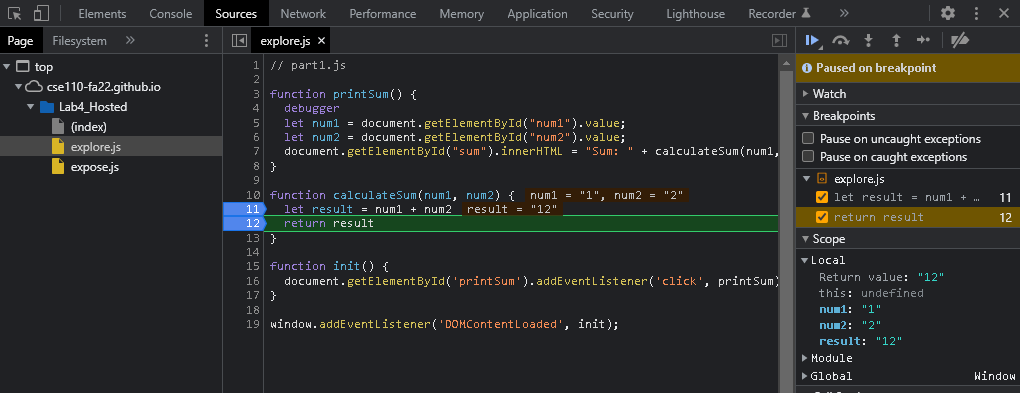 Elements Console Sources Network Performance Memory Application Security Lighthouse Recorder
Page Filesystem
top
cse110-fa22.github.io
Lab4_Hosted
(index)
explore.js
expose.js
explore.js
1 // part1.js
2
3 function printSum() {
4 debugger
5 let num1 = document.getElementById("num1").value;
6 let num2 = document.getElementById("num2").value;
7 document.getElementById("sum").innerHTML = "Sum: " + calculateSum(num1,
8 }
9
10 function calculateSum(num1, num2) { num1 = "1", num2 = "2"
11 let result = num1 + num2 result = "12"
12 return result
13 }
14
15 function init() {
16 document.getElementById('printSum').addEventListener('click', printSum)
17 }
18
19 window.addEventListener('DOMContentLoaded', init);
Paused on breakpoint
Watch
Breakpoints
Pause on uncaught exceptions
Pause on caught exceptions
explore.js
let result = num1 + … 11
return result 12
Scope
Local
Return value: "12"
this: undefined
num1: "1"
num2: "2"
result: "12"
Module
Global Window